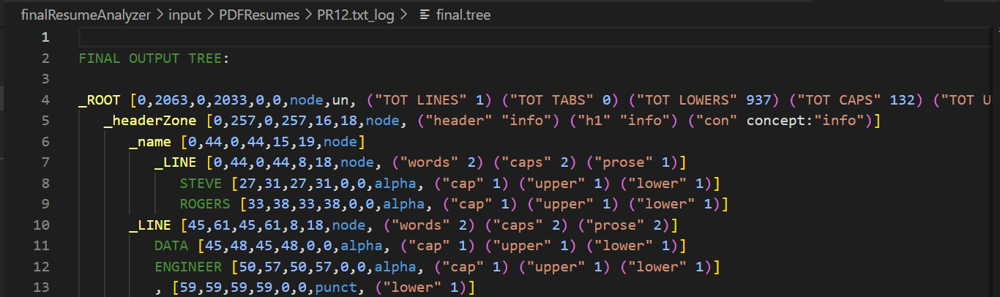 finalResumeAnalyzer > input > PDFResumes > PR12.txt_log > final.tree
1
2 FINAL OUTPUT TREE:
3
4 _ROOT [0,2063,0,2033,0,0,node,un, ("TOT LINES" 1) ("TOT TABS" 0) ("TOT LOWERS" 937) ("TOT CAPS" 132) ("TOT U
5 _headerZone [0,257,0,257,16,18,node, ("header" "info") ("h1" "info") ("con" concept:"info")]
6 _name [0,44,0,44,15,19,node]
7 _LINE [0,44,0,44,8,18,node, ("words" 2) ("caps" 2) ("prose" 1)]
8 STEVE [27,31,27,31,0,0,alpha, ("cap" 1) ("upper" 1) ("lower" 1)]
9 ROGERS [33,38,33,38,0,0,alpha, ("cap" 1) ("upper" 1) ("lower" 1)]
10 _LINE [45,61,45,61,8,18,node, ("words" 2) ("caps" 2) ("prose" 2)]
11 DATA [45,48,45,48,0,0,alpha, ("cap" 1) ("upper" 1) ("lower" 1)]
12 ENGINEER [50,57,50,57,0,0,alpha, ("cap" 1) ("upper" 1) ("lower" 1)]
13 , [59,59,59,59,0,0,punct, ("lower" 1)]